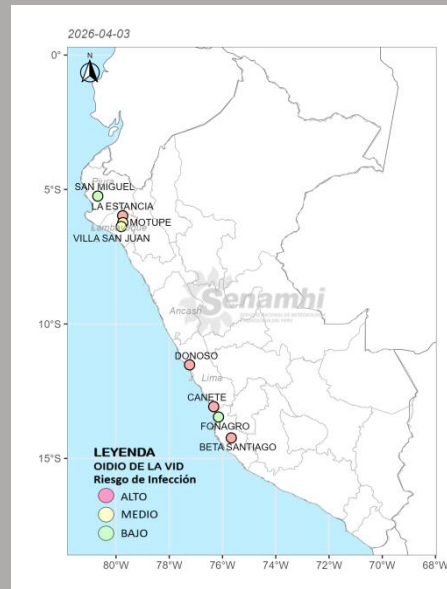 2026-04-03
N
0°
5°S
10°S
15°S
Piura
SAN MIGUEL
LA ESTANCIA
MOTUPE
Lambayeque
VILLA SAN JUAN
Senamhi
Ancash
DONOSO
Lima
CANETE
FONAGRO
BETA SANTIAGO
LEYENDA
OIDIO DE LA VID
Riesgo de Infección
ALTO
MEDIO
BAJO
80°W 78°W 76°W 74°W 72°W 70°W 68°W